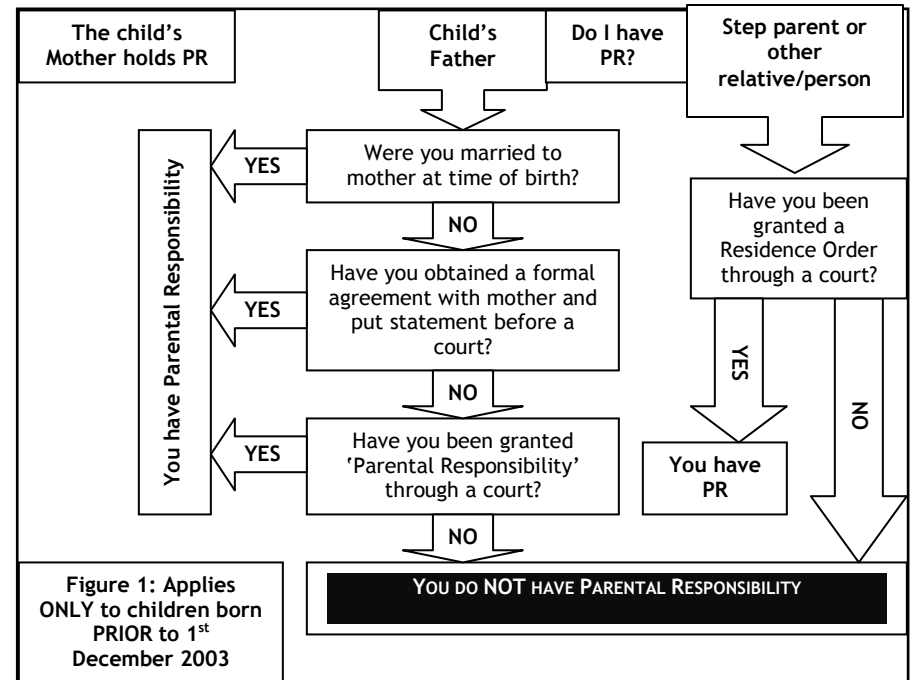 The child's
Mother holds PR
Child's
Father
Do I have
PR?
Step parent or
other
relative/person
You have Parental Responsibility
YES
Were you married to
mother at time of birth?
NO
YES
Have you obtained a formal
agreement with mother and
put statement before a
court?
NO
YES
Have you been granted
‘Parental Responsibility’
through a court?
NO
Have you been
granted a
Residence Order
through a court?
YES
NO
You have
PR
Figure 1: Applies
ONLY to children born
PRIOR to 1st
December 2003
YOU DO NOT HAVE PARENTAL RESPONSIBILITY